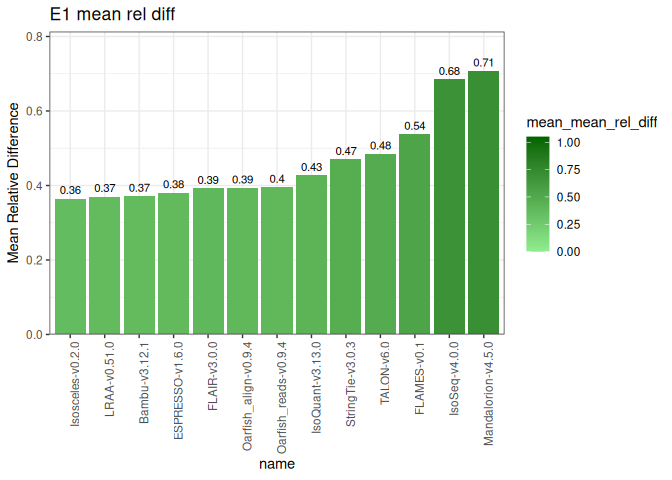 E1 mean rel diff
Mean Relative Difference
0.8
0.6
0.4
0.2
0.0
0.36
0.37
0.37
0.38
0.39
0.39
0.4
0.43
0.47
0.48
0.54
0.68
0.71
Isosceles-v0.2.0
LRAA-v0.51.0
Bambu-v3.12.1
ESPRESSO-v1.6.0
FLAIR-v3.0.0
Oarfish_align-v0.9.4
Oarfish_reads-v0.9.4
IsoQuant-v3.13.0
StringTie-v3.0.3
TALON-v6.0
FLAMES-v0.1
IsoSeq-v4.0.0
Mandalorion-v4.5.0
name
mean_mean_rel_diff
1.00
0.75
0.50
0.25
0.00